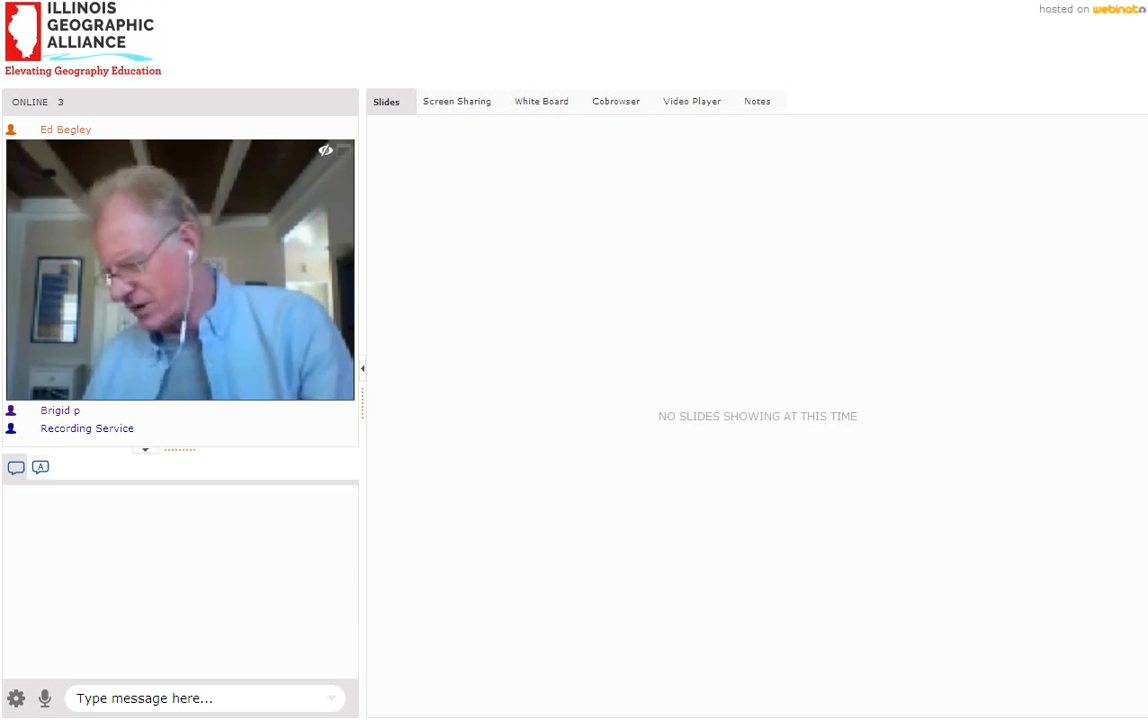 ILLINOIS
GEOGRAPHIC
ALLIANCE
Elevating Geography Education
hosted on webinato
ONLINE 3
Slides Screen Sharing White Board Cobrowser Video Player Notes
Ed Begley
NO SLIDES SHOWING AT THIS TIME
Brigid p
Recording Service
A
Type message here...